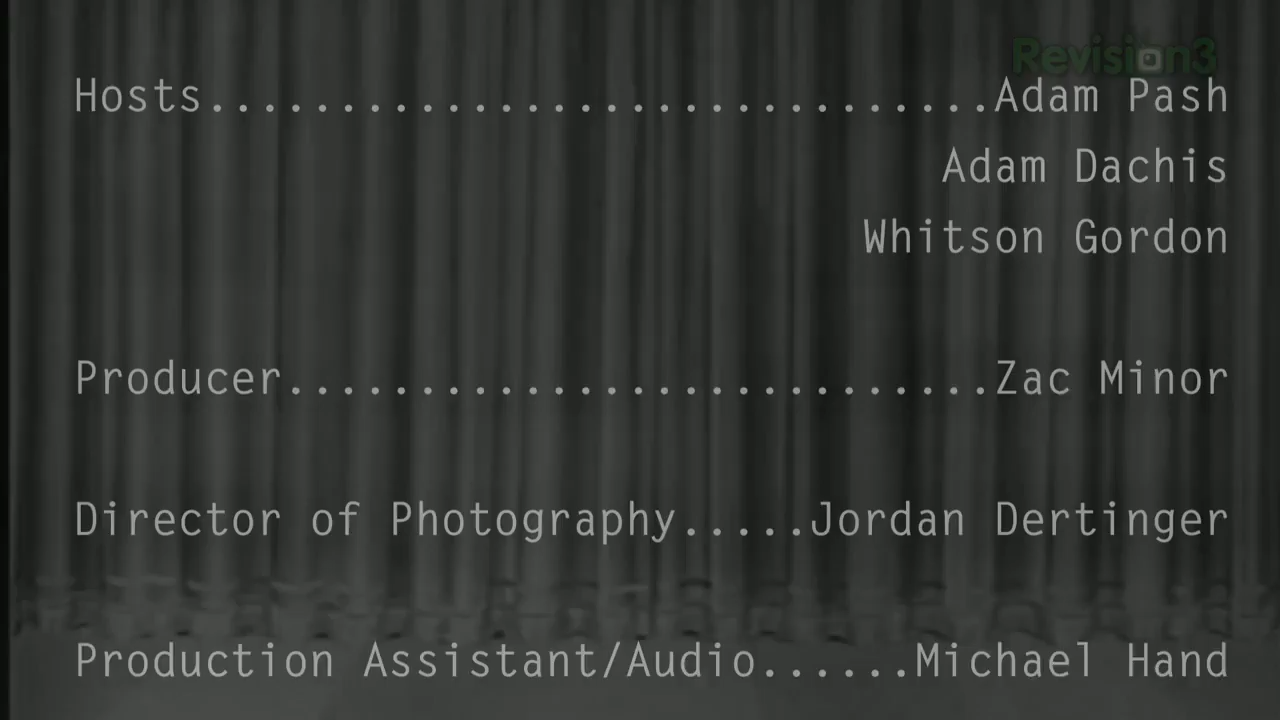 Revision3
Hosts..............................Adam Pash
Adam Dachis
Whitson Gordon
Producer...........................Zac Minor
Director of Photography.....Jordan Dertinger
Production Assistant/Audio......Michael Hand